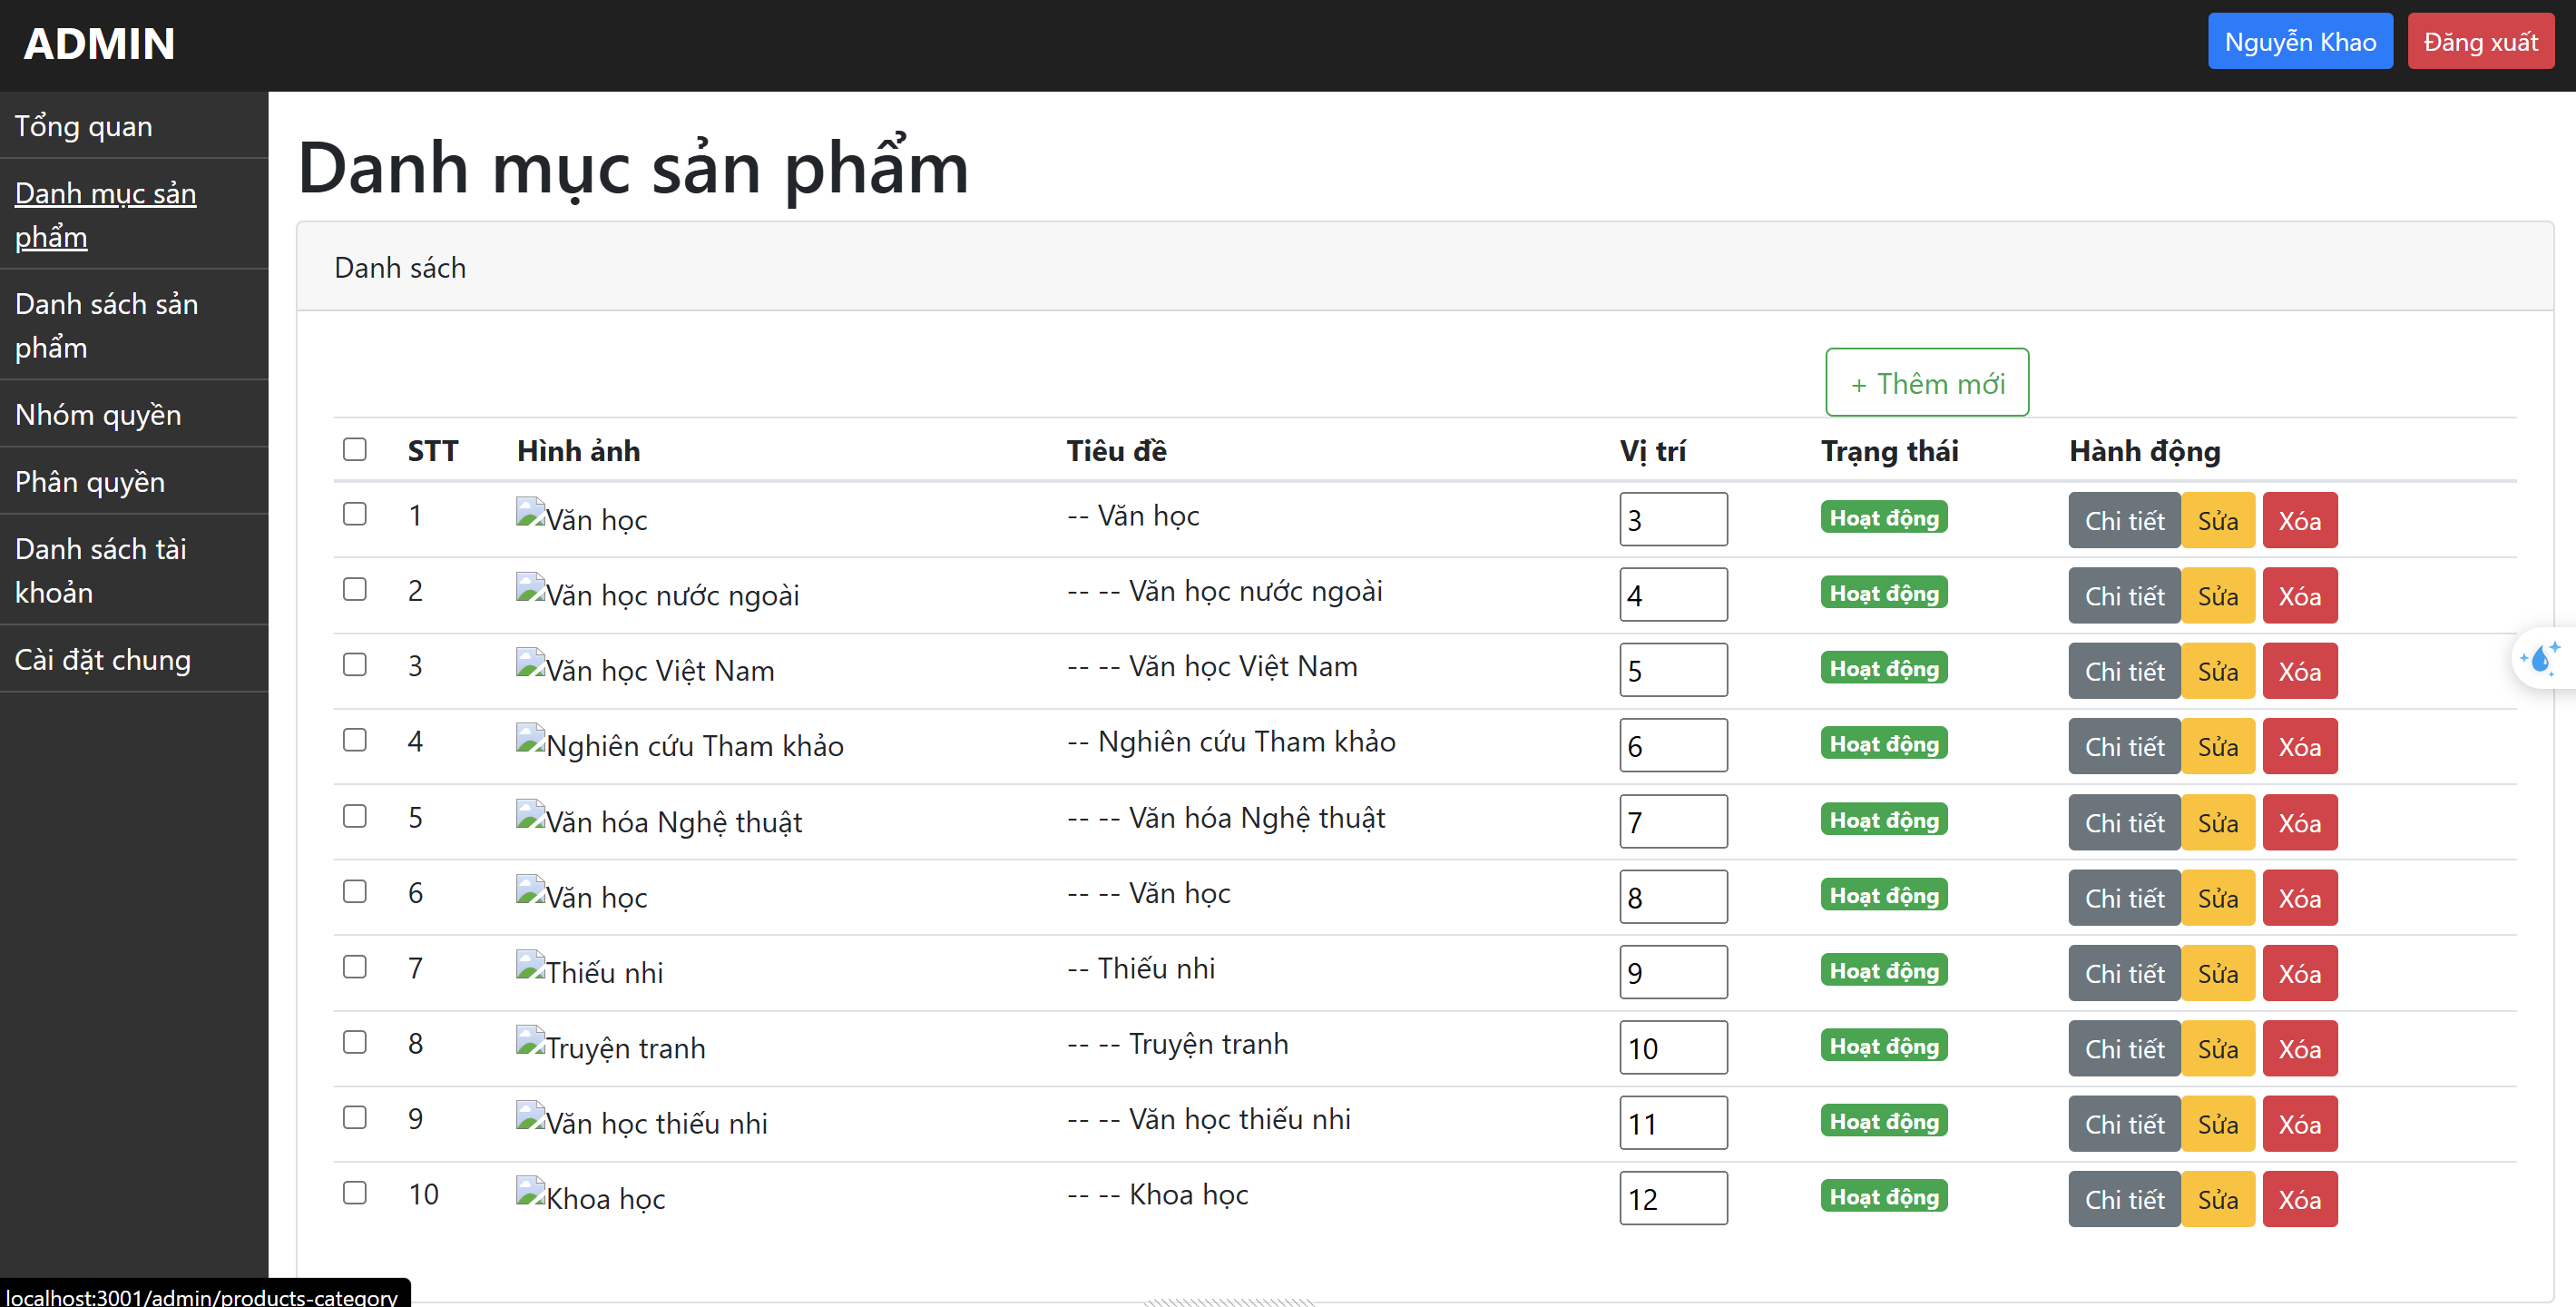 ADMIN
Nguyễn Khao
Đăng xuất
Tổng quan
Danh mục sản
phẩm
Danh sách sản
phẩm
Nhóm quyền
Phân quyền
Danh sách tài
khoản
Cài đặt chung
Danh mục sản phẩm
Danh sách
+ Thêm mới
STT Hình ảnh Tiêu đề Vị trí Trạng thái Hành động
1 Văn học -- Văn học 3 Hoạt động Chi tiết Sửa Xóa
2 Văn học nước ngoài -- -- Văn học nước ngoài 4 Hoạt động Chi tiết Sửa Xóa
3 Văn học Việt Nam -- -- Văn học Việt Nam 5 Hoạt động Chi tiết Sửa Xóa
4 Nghiên cứu Tham khảo -- Nghiên cứu Tham khảo 6 Hoạt động Chi tiết Sửa Xóa
5 Văn hóa Nghệ thuật -- -- Văn hóa Nghệ thuật 7 Hoạt động Chi tiết Sửa Xóa
6 Văn học -- -- Văn học 8 Hoạt động Chi tiết Sửa Xóa
7 Thiếu nhi -- Thiếu nhi 9 Hoạt động Chi tiết Sửa Xóa
8 Truyện tranh -- -- Truyện tranh 10 Hoạt động Chi tiết Sửa Xóa
9 Văn học thiếu nhi -- -- Văn học thiếu nhi 11 Hoạt động Chi tiết Sửa Xóa
10 Khoa học -- -- Khoa học 12 Hoạt động Chi tiết Sửa Xóa
localhost:3001/admin/products-category